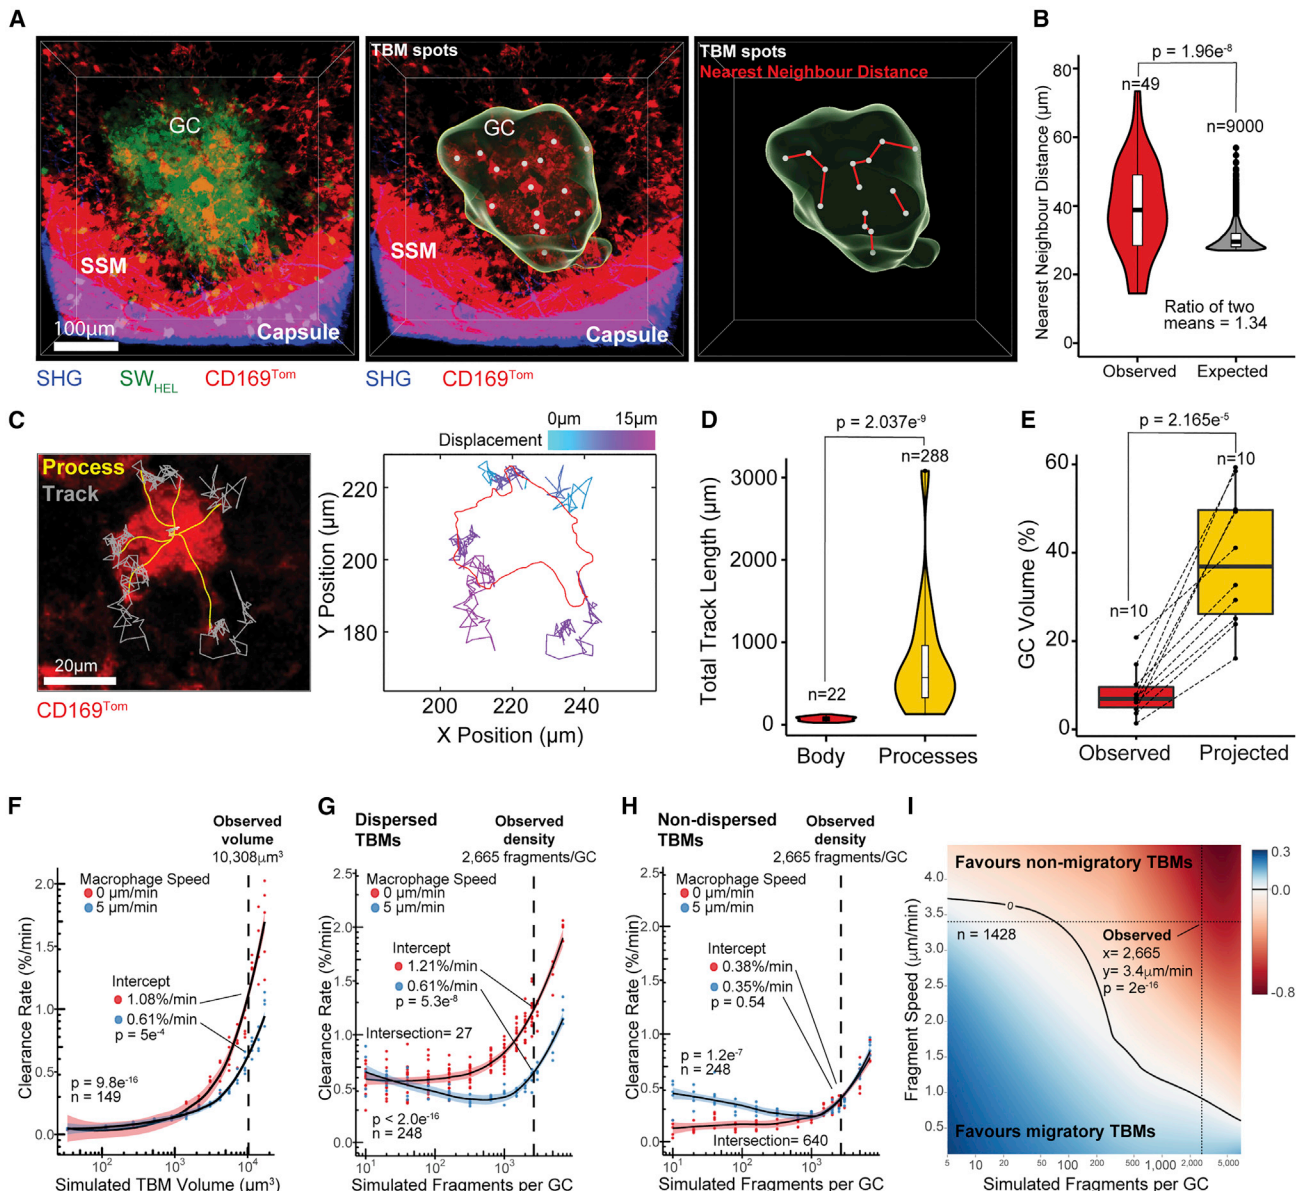 A
TBM spots
GC
SSM
Capsule
100µm
SHG SW_HEL CD169^Tom
TBM spots
GC
SSM
Capsule
SHG CD169^Tom
TBM spots
Nearest Neighbour Distance
B
Nearest Neighbour Distance (µm)
80
60
40
20
0
p = 1.96e^-8
n=49
n=9000
Ratio of two
means = 1.34
Observed Expected
C
Process
Track
20µm
CD169^Tom
0µm 15µm
Displacement
Y Position (µm)
220
200
180
200 220 240
X Position (µm)
D
Total Track Length (µm)
3000
2000
1000
0
p = 2.037e^-9
n=288
n=22
Body Processes
E
GC Volume (%)
60
40
20
0
p = 2.165e^-5
n=10
n=10
Observed Projected
F
Observed
volume
10,308µm³
Clearance Rate (%/min)
2.0
1.5
1.0
0.5
0.0
Macrophage Speed
0 µm/min
5 µm/min
Intercept
1.08%/min
0.61%/min
p = 5e^-4
p = 9.8e^-16
n = 149
10² 10³ 10⁴
Simulated TBM Volume (µm³)
G
Dispersed
TBMs
Observed
density
2,665 fragments/GC
Clearance Rate (%/min)
2.5
2.0
1.5
1.0
0.5
0.0
Macrophage Speed
0 µm/min
5 µm/min
Intercept
1.21%/min
0.61%/min
p = 5.3e^-8
Intersection= 27
p < 2.0e^-16
n = 248
10¹ 10² 10³
Simulated Fragments per GC
H
Non-dispersed
TBMs
Observed
density
2,665 fragments/GC
Clearance Rate (%/min)
2.5
2.0
1.5
1.0
0.5
0.0
Macrophage Speed
0 µm/min
5 µm/min
Intercept
0.38%/min
0.35%/min
p = 0.54
p = 1.2e^-7
n = 248
Intersection= 640
10¹ 10² 10³
Simulated Fragments per GC
I
Fragment Speed (µm/min)
4.0
3.5
3.0
2.5
2.0
1.5
1.0
0.5
Favours non-migratory TBMs
0
n = 1428
Observed
x= 2,665
y= 3.4µm/min
p = 2e^-16
Favours migratory TBMs
0.3
0.0
-0.8
5 10 20 50 100 200 500 1,000 2,000 5,000
Simulated Fragments per GC